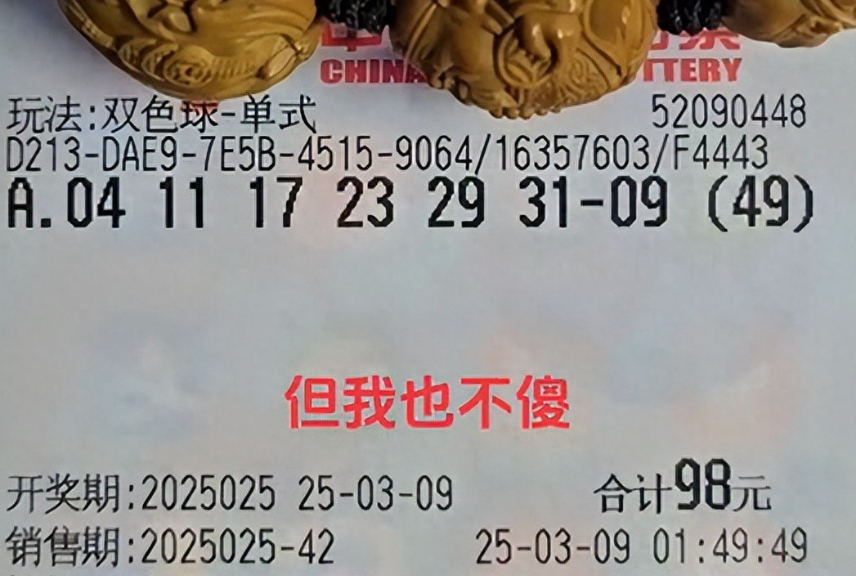 CHINA TTERY
玩法:双色球-单式 52090448
D213-DAE9-7E5B-4515-9064/16357603/F4443
A.04 11 17 23 29 31-09 (49)
但我也不傻
开奖期:2025025 25-03-09 合计98元
销售期:2025025-42 25-03-09 01:49:49